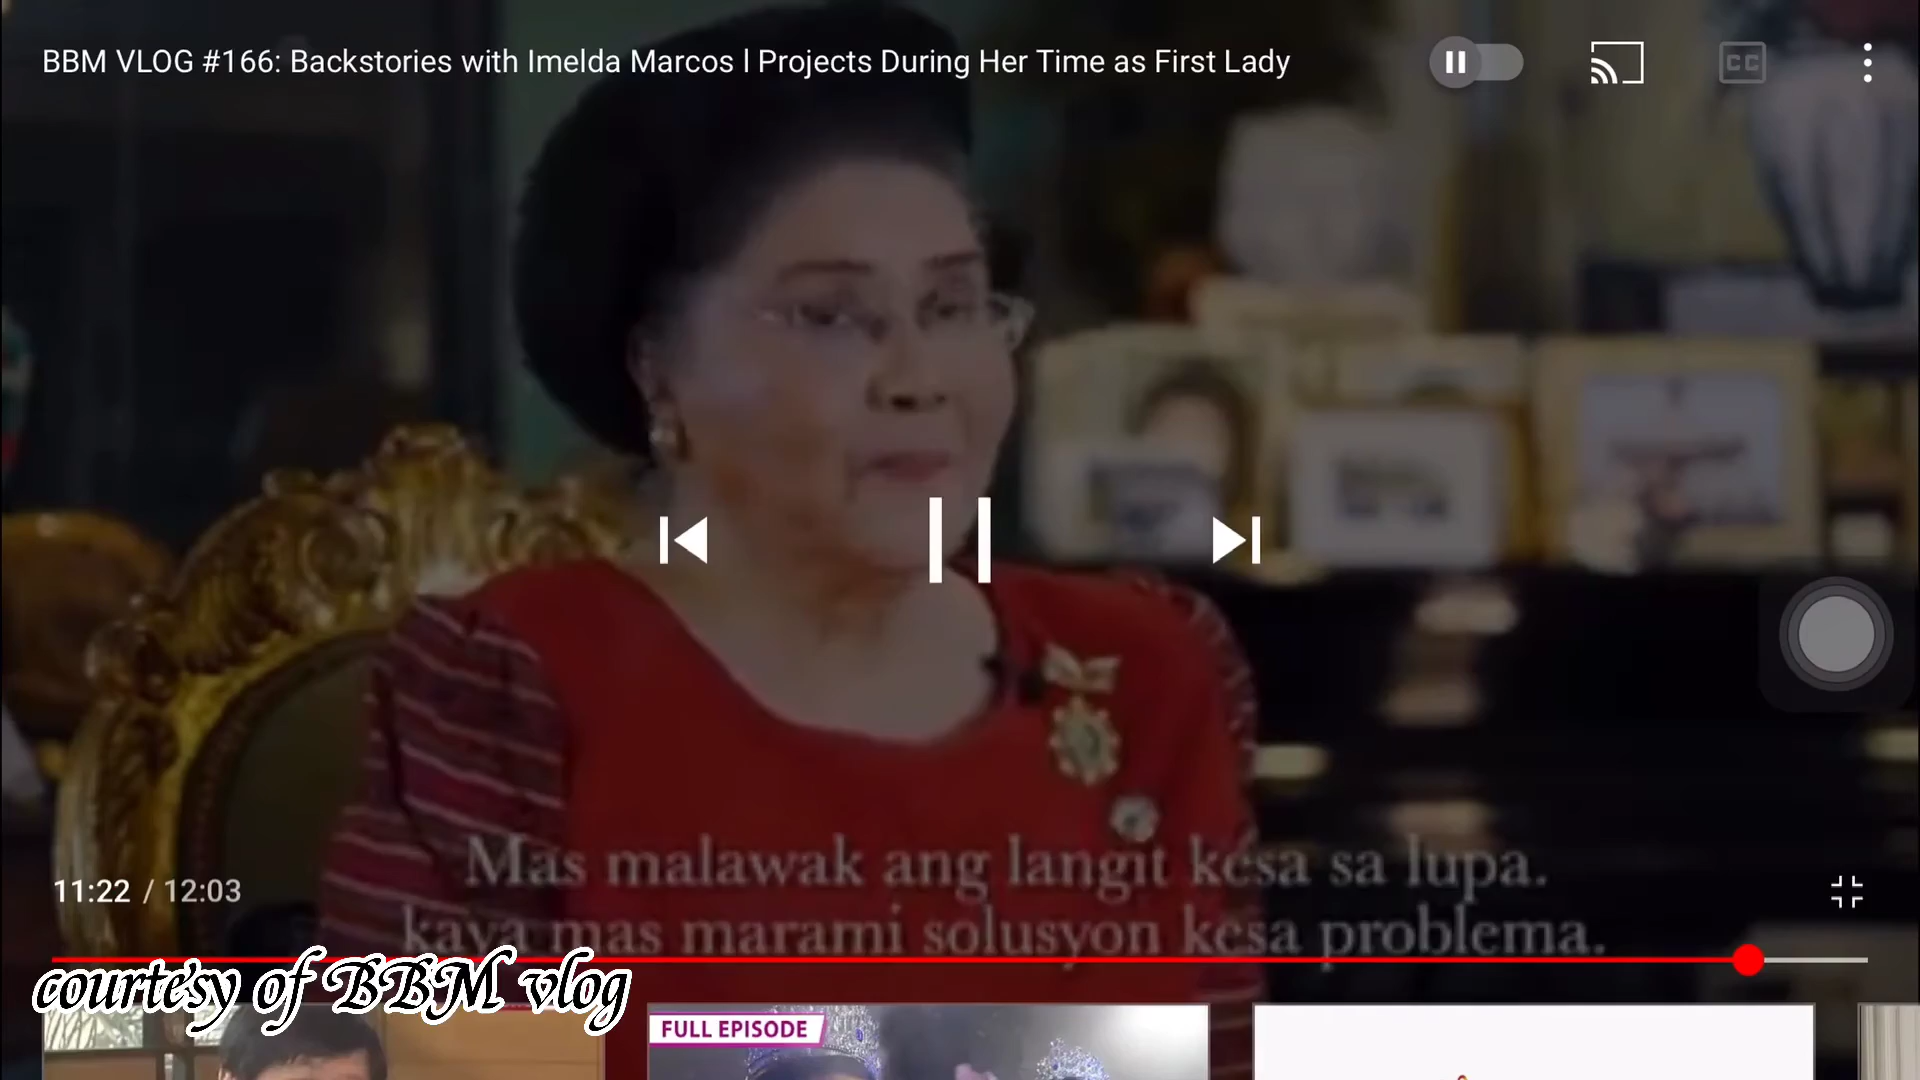 BBM VLOG #166: Backstories with Imelda Marcos l Projects During Her Time as First Lady
CC
Mas malawak ang langit kesa sa lupa.
11:22 / 12:03
kaya mas marami solusyon kesa problema.
courtesy of BBM vlog
FULL EPISODE